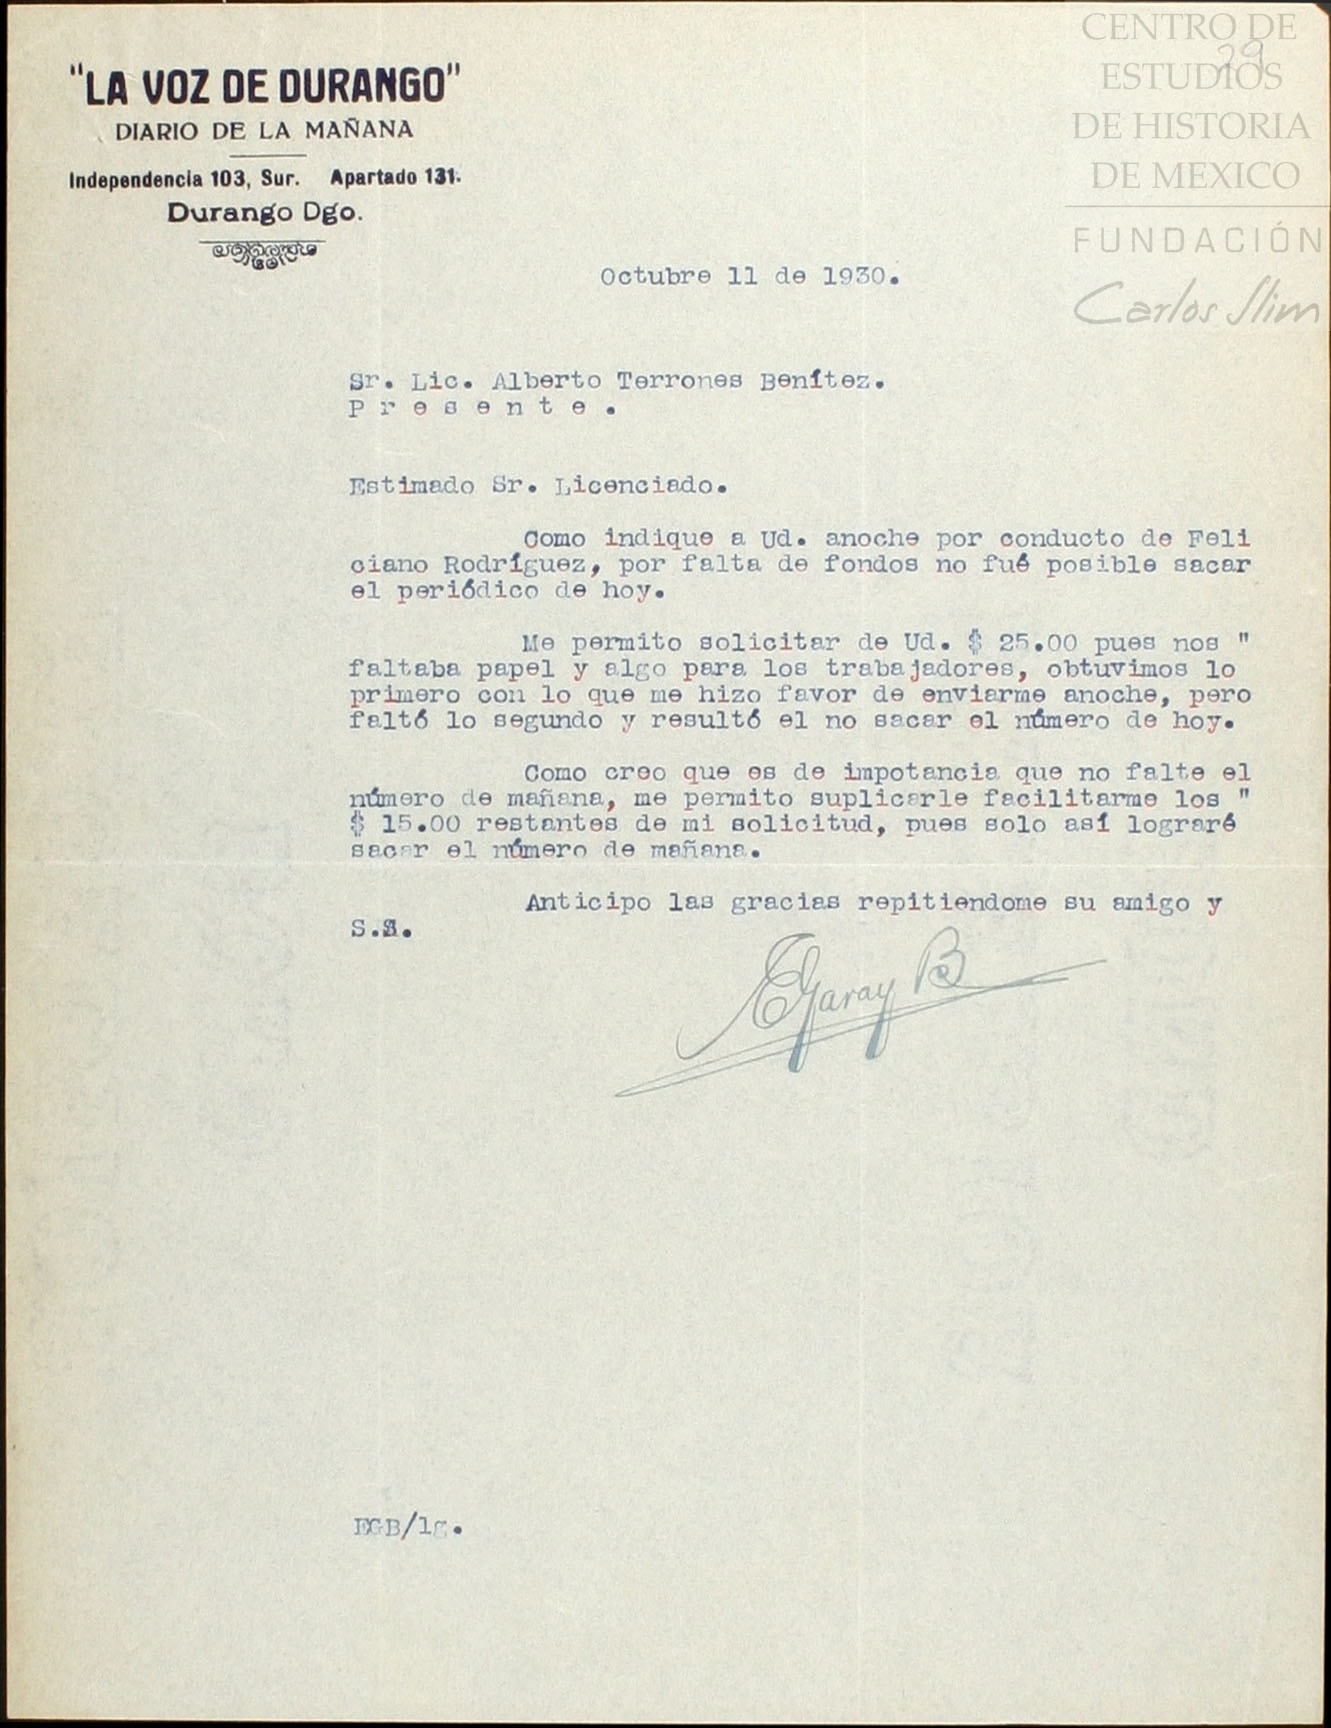 "LA VOZ DE DURANGO"
DIARIO DE LA MAÑANA
Independencia 103, Sur. Apartado 131.
Durango Dgo.
CENTRO DE
ESTUDIOS
DE HISTORIA
DE MEXICO
FUNDACIÓN
Carlos Slim
29
Octubre 11 de 1930.
Sr. Lic. Alberto Terrones Benítez.
P r e s e n t e .
Estimado Sr. Licenciado.
Como indique a Ud. anoche por conducto de Feli
ciano Rodríguez, por falta de fondos no fué posible sacar
el periódico de hoy.
Me permito solicitar de Ud. $ 25.00 pues nos "
faltaba papel y algo para los trabajadores, obtuvimos lo
primero con lo que me hizo favor de enviarme anoche, pero
faltó lo segundo y resultó el no sacar el número de hoy.
Como creo que es de impotancia que no falte el
número de mañana, me permito suplicarle facilitarme los "
$ 15.00 restantes de mi solicitud, pues solo así lograré
sacar el número de mañana.
Anticipo las gracias repitiendome su amigo y
S.S.
EGaray B
EGB/lg.